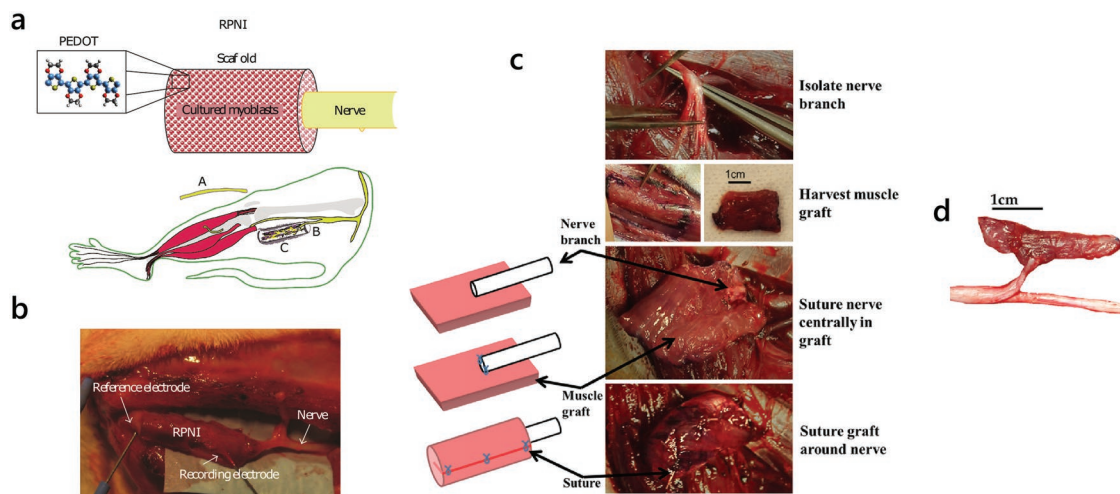 a
RPNI
PEDOT
Scaf old
Cultured myoblasts
Nerve
A
B
C
b
Reference electrode
Nerve
RPNI
Recording electrode
c
Isolate nerve
branch
1cm
Harvest muscle
graft
Nerve
branch
Suture nerve
centrally in
graft
Muscle
graft
Suture graft
around nerve
Suture
d
1cm